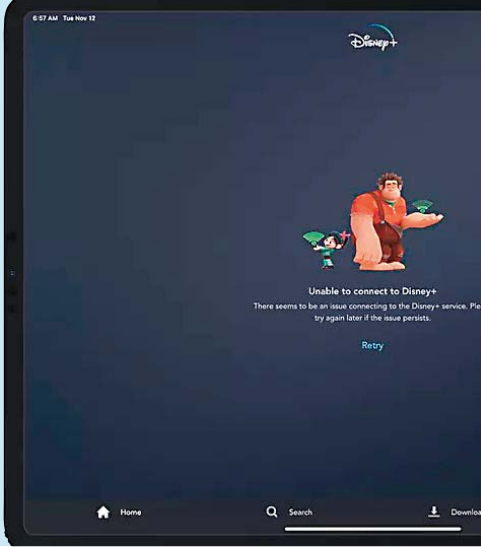 6:57 AM Tue Nov 12
Disney+
Unable to connect to Disney+
There seems to be an issue connecting to the Disney+ service. Ple
try again later if the issue persists.
Retry
Home
Search
Downloa